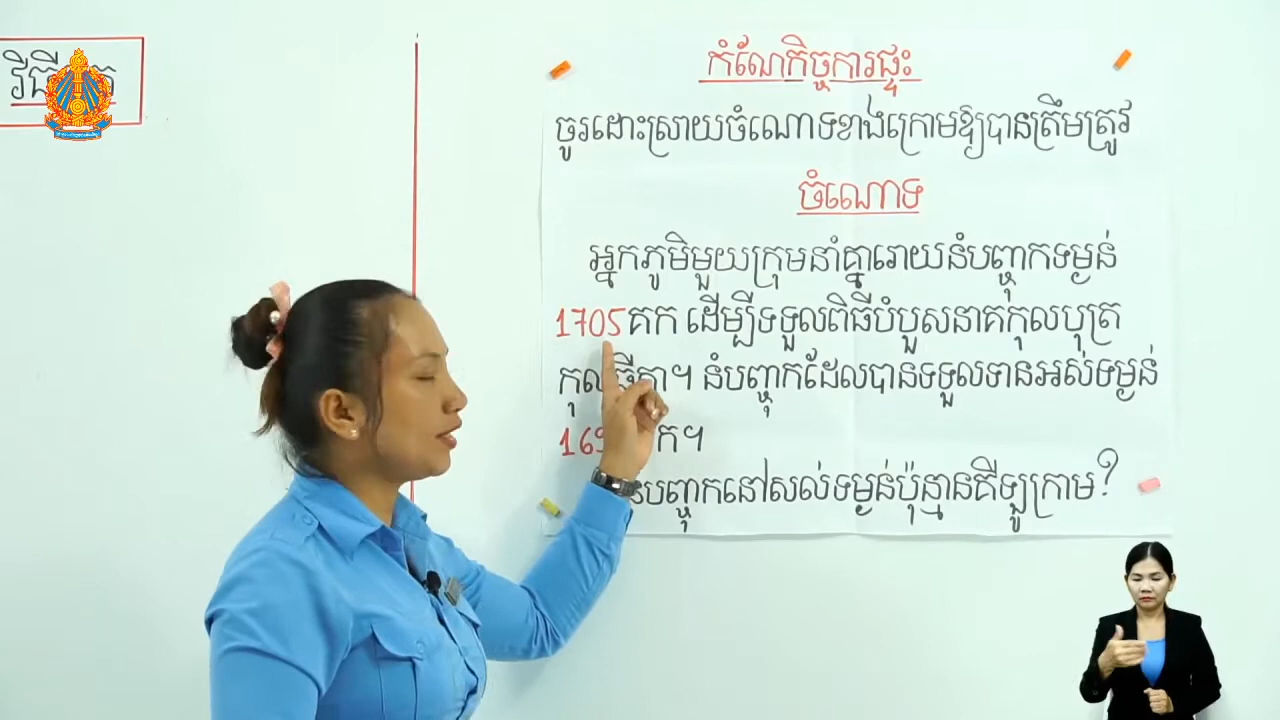 កំណែកិច្ចការផ្ទះ
ចូរដោះស្រាយចំណោទខាងក្រោមឱ្យបានត្រឹមត្រូវ
ចំណោទ
អ្នកភូមិមួយក្រុមនាំគ្នារោយនំបញ្ចុកទម្ងន់
1705 គក ដើម្បីទទួលពិធីបំបួសនាគកុលបុត្រ
នំបញ្ចុកដែលបានទទួលទានអស់ទម្ងន់
ក។
នំបញ្ចុកនៅសល់ទម្ងន់ប៉ុន្មានគីឡូក្រាម?